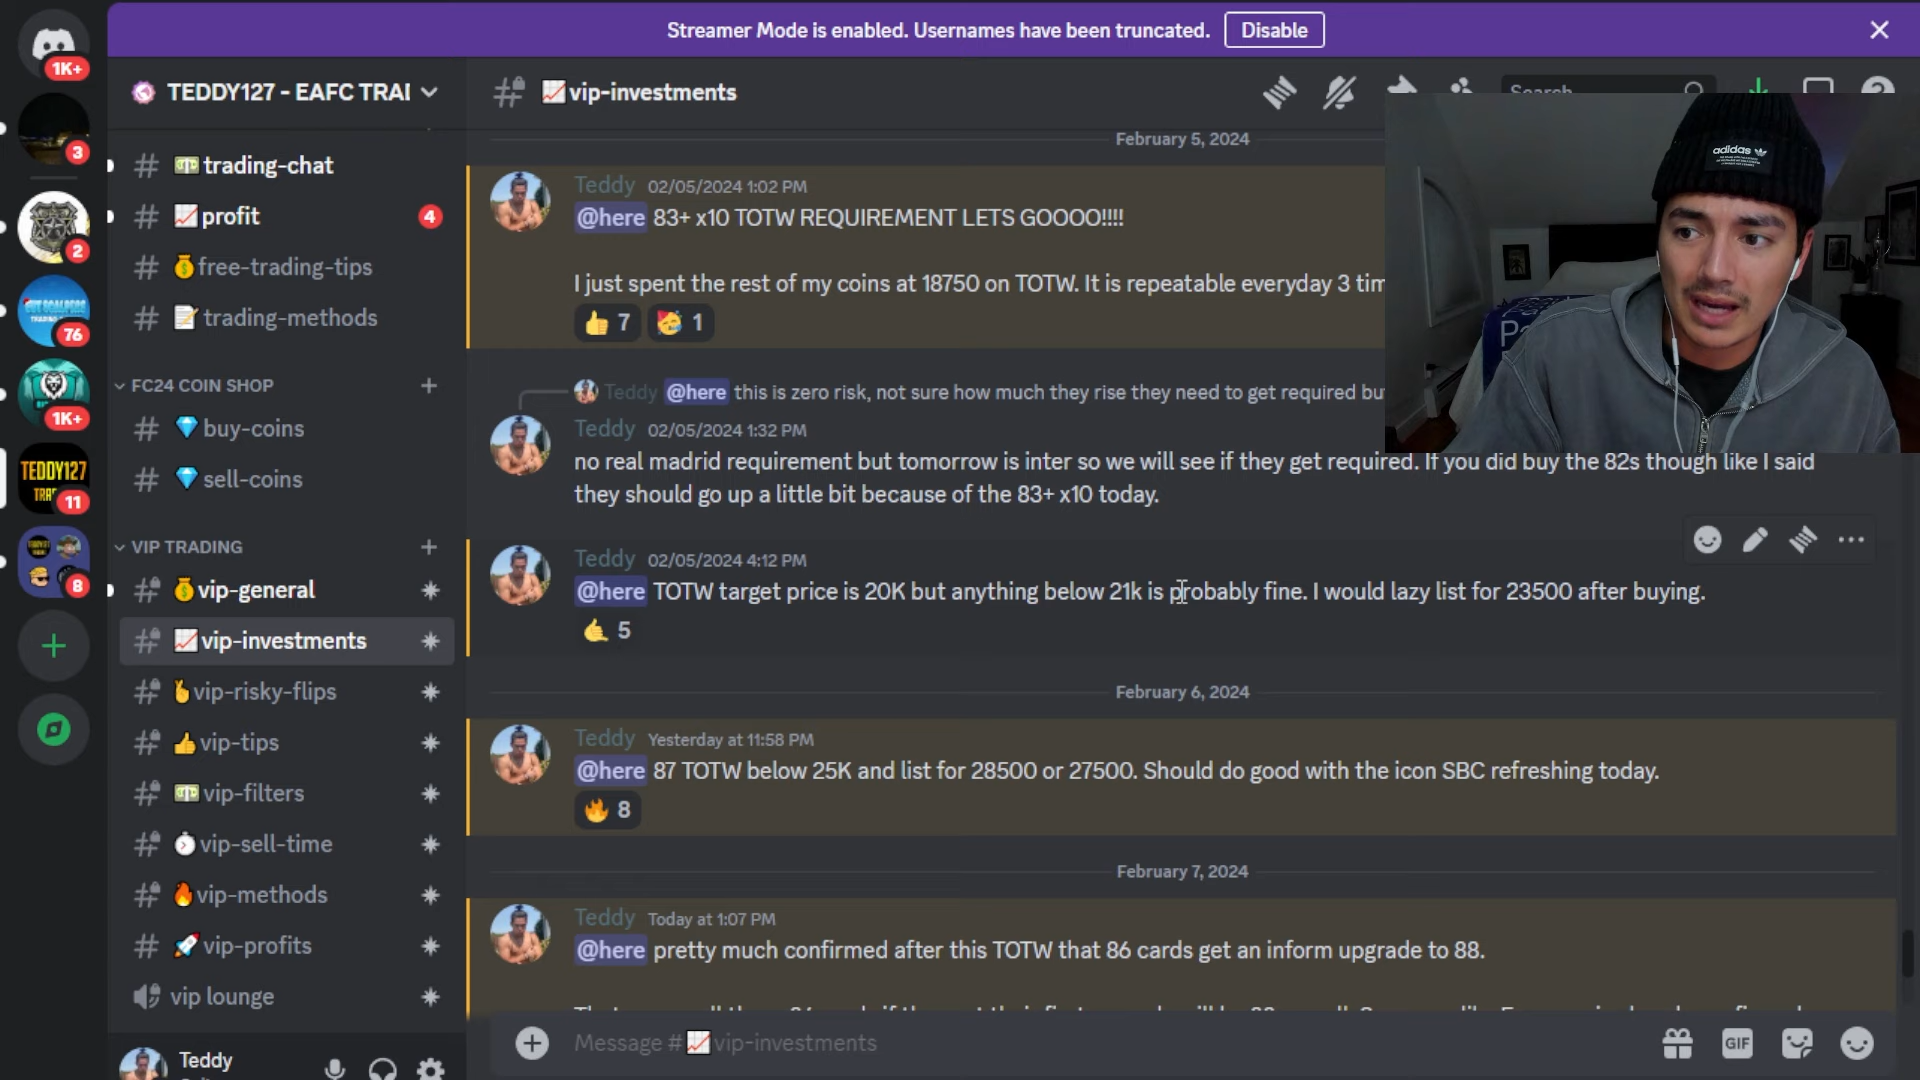 Streamer Mode is enabled. Usernames have been truncated.
Disable
1K+
3
2
76
1K+
TEDDY127
11
8
TEDDY127 - EAFC TRAI
trading-chat
profit
4
free-trading-tips
trading-methods
FC24 COIN SHOP
buy-coins
sell-coins
VIP TRADING
vip-general
vip-investments
vip-risky-flips
vip-tips
vip-filters
vip-sell-time
vip-methods
vip-profits
vip lounge
Teddy
vip-investments
Search
February 5, 2024
Teddy 02/05/2024 1:02 PM
@here 83+ x10 TOTW REQUIREMENT LETS GOOOO!!!!
I just spent the rest of my coins at 18750 on TOTW. It is repeatable everyday 3 tim
7
1
Teddy @here this is zero risk, not sure how much they rise they need to get required bu
Teddy 02/05/2024 1:32 PM
no real madrid requirement but tomorrow is inter so we will see if they get required. If you did buy the 82s though like I said
they should go up a little bit because of the 83+ x10 today.
Teddy 02/05/2024 4:12 PM
@here TOTW target price is 20K but anything below 21k is probably fine. I would lazy list for 23500 after buying.
5
February 6, 2024
Teddy Yesterday at 11:58 PM
@here 87 TOTW below 25K and list for 28500 or 27500. Should do good with the icon SBC refreshing today.
8
February 7, 2024
Teddy Today at 1:07 PM
@here pretty much confirmed after this TOTW that 86 cards get an inform upgrade to 88.
Message # vip-investments
GIF
adidas